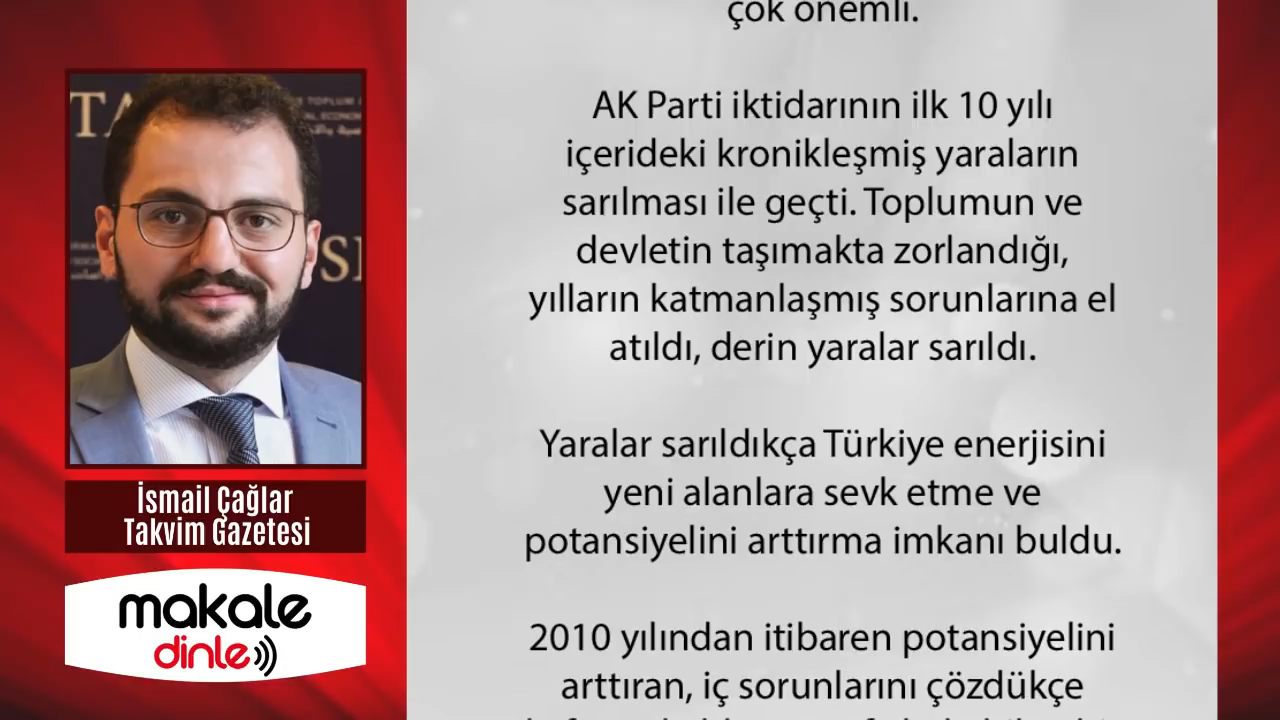 çok önemli.
AK Parti iktidarının ilk 10 yılı
içerideki kronikleşmiş yaraların
sarılması ile geçti. Toplumun ve
devletin taşımakta zorlandığı,
yılların katmanlaşmış sorunlarına el
atıldı, derin yaralar sarıldı.
Yaralar sarıldıkça Türkiye enerjisini
yeni alanlara sevk etme ve
potansiyelini arttırma imkanı buldu.
2010 yılından itibaren potansiyelini
arttıran, iç sorunlarını çözdükçe
İsmail Çağlar
Takvim Gazetesi
makale
dinle